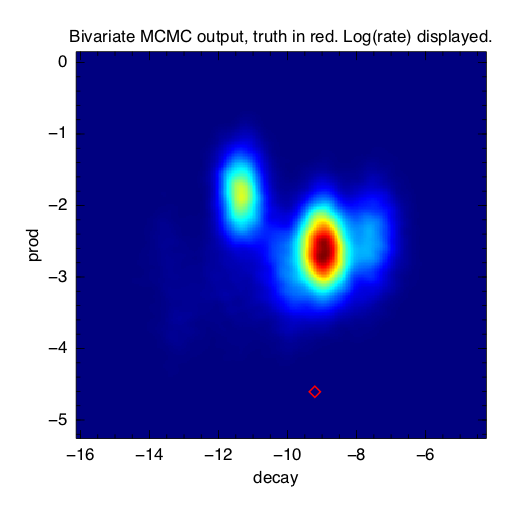 Bivariate MCMC output, truth in red. Log(rate) displayed.
0
−1
−2
−3
−4
−5
prod
−16 −14 −12 −10 −8 −6
decay